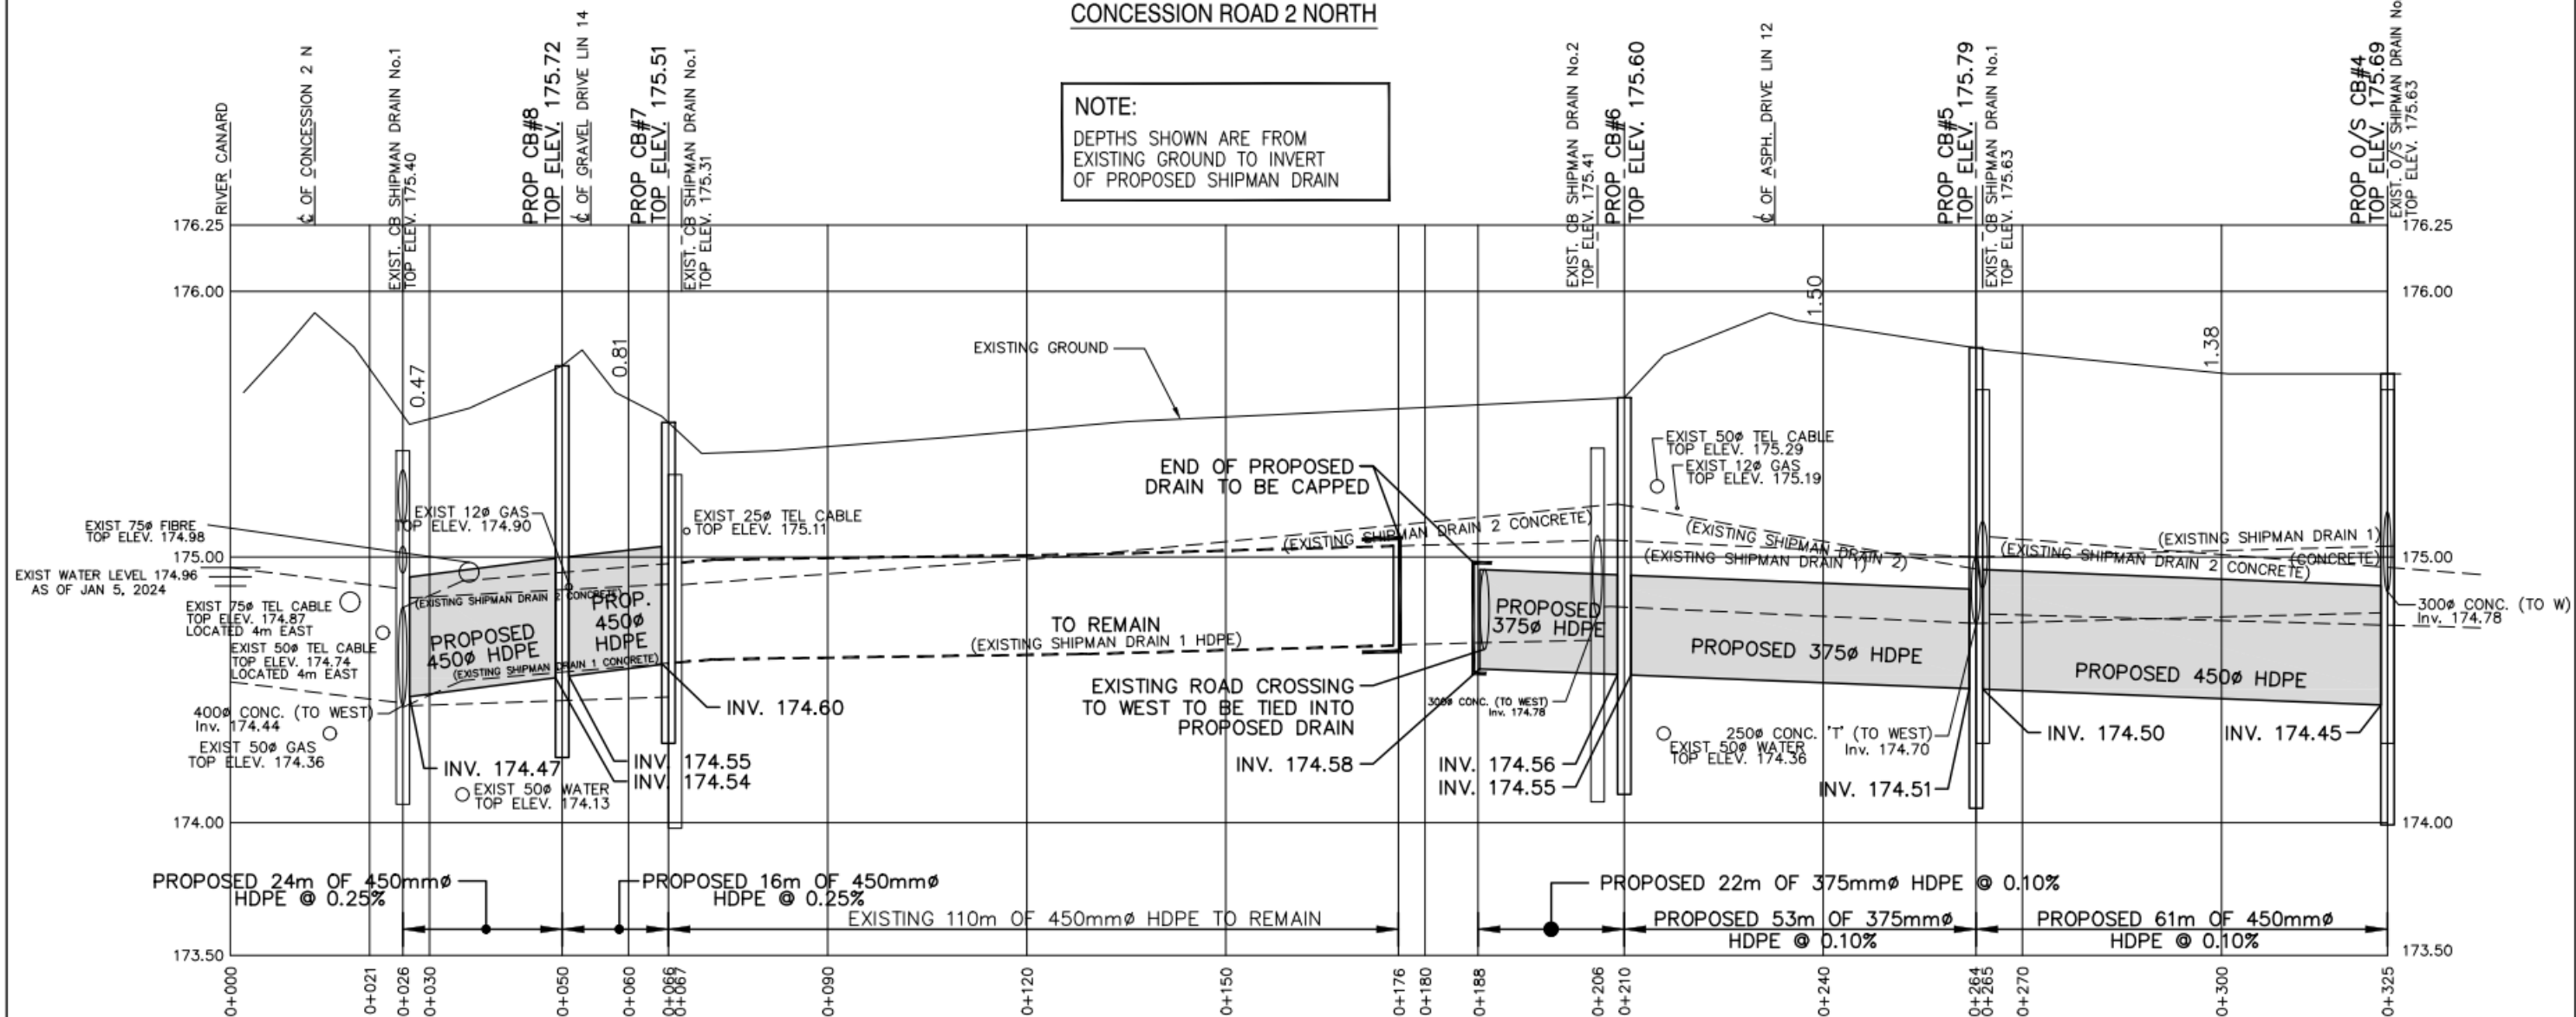 CONCESSION ROAD 2 NORTH
NOTE:
DEPTHS SHOWN ARE FROM
EXISTING GROUND TO INVERT
OF PROPOSED SHIPMAN DRAIN
RIVER CANARD
℄ OF CONCESSION 2 N
EXIST. CB SHIPMAN DRAIN No.1
TOP ELEV. 175.40
PROP CB#8
TOP ELEV. 175.72
℄ OF GRAVEL DRIVE LIN 14
PROP CB#7
TOP ELEV. 175.51
EXIST. CB SHIPMAN DRAIN No.1
TOP ELEV. 175.31
EXIST. CB SHIPMAN DRAIN No.2
TOP ELEV. 175.41
PROP CB#6
TOP ELEV. 175.60
℄ OF ASPH. DRIVE LIN 12
PROP CB#5
TOP ELEV. 175.79
EXIST. CB SHIPMAN DRAIN No.1
TOP ELEV. 175.63
PROP O/S CB#4
TOP ELEV. 175.69
EXIST. O/S SHIPMAN DRAIN No
TOP ELEV. 175.63
176.25
176.25
176.00
176.00
0.47
0.81
1.50
1.38
EXISTING GROUND
END OF PROPOSED
DRAIN TO BE CAPPED
EXIST 50ø TEL CABLE
TOP ELEV. 175.29
EXIST 12ø GAS
TOP ELEV. 175.19
EXIST 75ø FIBRE
TOP ELEV. 174.98
EXIST 12ø GAS
TOP ELEV. 174.90
EXIST 25ø TEL CABLE
TOP ELEV. 175.11
(EXISTING SHIPMAN DRAIN 2 CONCRETE)
(EXISTING SHIPMAN DRAIN 2)
(EXISTING SHIPMAN DRAIN 1)
(EXISTING SHIPMAN DRAIN 1)
(CONCRETE)
(EXISTING SHIPMAN DRAIN 2 CONCRETE)
175.00
175.00
EXIST WATER LEVEL 174.96
AS OF JAN 5, 2024
EXIST 75ø TEL CABLE
TOP ELEV. 174.87
LOCATED 4m EAST
EXIST 50ø TEL CABLE
TOP ELEV. 174.74
LOCATED 4m EAST
400ø CONC. (TO WEST)
Inv. 174.44
EXIST 50ø GAS
TOP ELEV. 174.36
(EXISTING SHIPMAN DRAIN 2 CONCRETE)
PROPOSED
450ø HDPE
PROP.
450ø
HDPE
(EXISTING SHIPMAN DRAIN 1 CONCRETE)
TO REMAIN
(EXISTING SHIPMAN DRAIN 1 HDPE)
PROPOSED
375ø HDPE
PROPOSED 375ø HDPE
PROPOSED 450ø HDPE
300ø CONC. (TO W)
Inv. 174.78
EXISTING ROAD CROSSING
TO WEST TO BE TIED INTO
PROPOSED DRAIN
300ø CONC. (TO WEST)
Inv. 174.78
250ø CONC. 'T' (TO WEST)
Inv. 174.70
EXIST 50ø WATER
TOP ELEV. 174.36
INV. 174.60
INV. 174.47
INV. 174.55
INV. 174.54
EXIST 50ø WATER
TOP ELEV. 174.13
INV. 174.58
INV. 174.56
INV. 174.55
INV. 174.51
INV. 174.50
INV. 174.45
174.00
174.00
PROPOSED 24m OF 450mmø
HDPE @ 0.25%
PROPOSED 16m OF 450mmø
HDPE @ 0.25%
EXISTING 110m OF 450mmø HDPE TO REMAIN
PROPOSED 22m OF 375mmø HDPE @ 0.10%
PROPOSED 53m OF 375mmø
HDPE @ 0.10%
PROPOSED 61m OF 450mmø
HDPE @ 0.10%
173.50
173.50
0+000
0+021
0+026
0+030
0+050
0+060
0+066
0+067
0+090
0+120
0+150
0+176
0+180
0+188
0+206
0+210
0+240
0+264
0+265
0+270
0+300
0+325